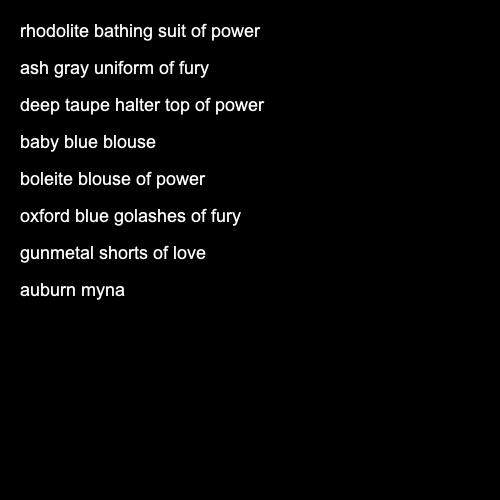 rhodolite bathing suit of power
ash gray uniform of fury
deep taupe halter top of power
baby blue blouse
boleite blouse of power
oxford blue golashes of fury
gunmetal shorts of love
auburn myna